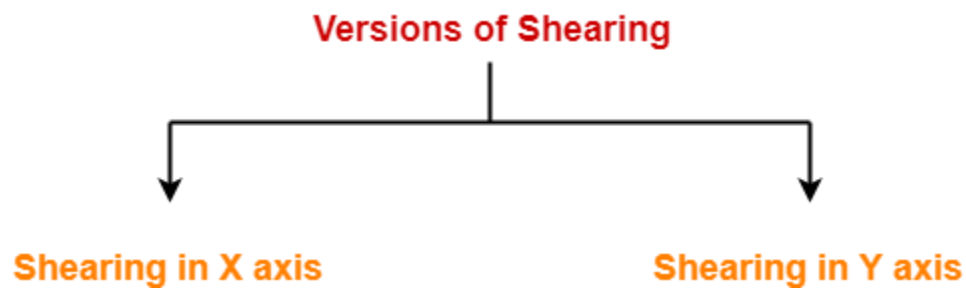 Versions of Shearing
Shearing in X axis
Shearing in Y axis